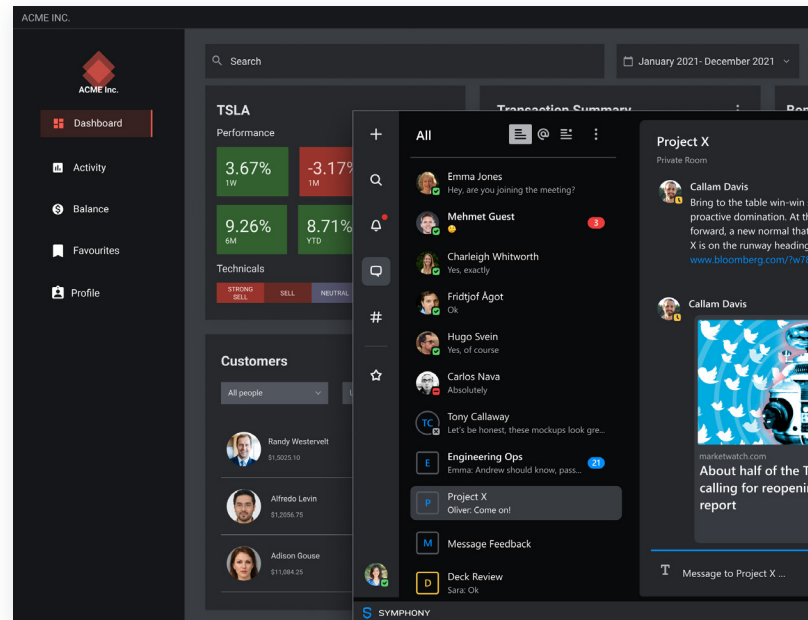 ACME INC.
ACME Inc.
Dashboard
Activity
Balance
Favourites
Profile
Search
January 2021- December 2021
TSLA
Performance
3.67%
1W
-3.17%
1M
9.26%
6M
8.71%
YTD
Technicals
STRONG
SELL
SELL
NEUTRAL
Customers
All people
Randy Westervelt
$1,5025.10
Alfredo Levin
$1,2056.75
Adison Gouse
$11,084.25
Transaction Summary
All
Emma Jones
Hey, are you joining the meeting?
Mehmet Guest
3
Charleigh Whitworth
Yes, exactly
Fridtjof Ågot
Ok
Hugo Svein
Yes, of course
Carlos Nava
Absolutely
TC
Tony Callaway
Let's be honest, these mockups look gre...
E
Engineering Ops
Emma: Andrew should know, pass...
21
P
Project X
Oliver: Come on!
M
Message Feedback
D
Deck Review
Sara: Ok
SYMPHONY
Project X
Private Room
Callam Davis
Bring to the table win-win
proactive domination. At th
forward, a new normal that
X is on the runway heading
www.bloomberg.com/?w7
Callam Davis
marketwatch.com
About half of the T
calling for reopeni
report
Message to Project X ...